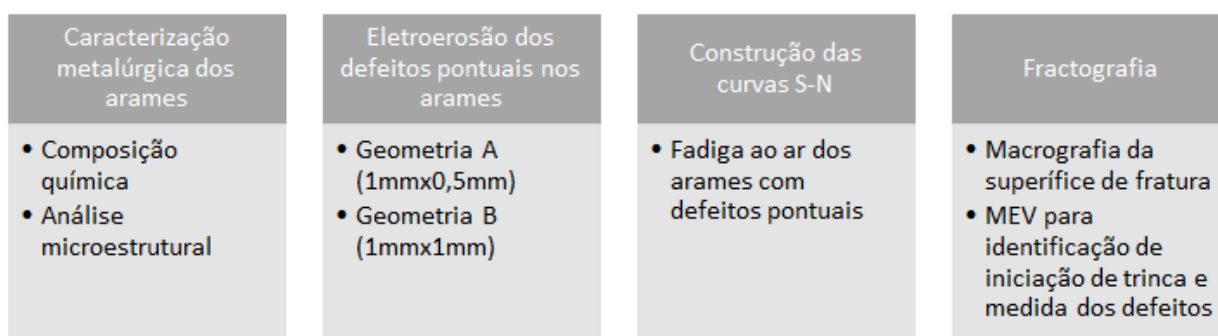 Caracterização
metalúrgica dos
arames
• Composição
química
• Análise
microestrutural
Eletroerosão dos
defeitos pontuais nos
arames
• Geometria A
(1mmx0,5mm)
• Geometria B
(1mmx1mm)
Construção das
curvas S-N
• Fadiga ao ar dos
arames com
defeitos pontuais
Fractografia
• Macrografia da
superífice de fratura
• MEV para
identificação de
iniciação de trinca e
medida dos defeitos